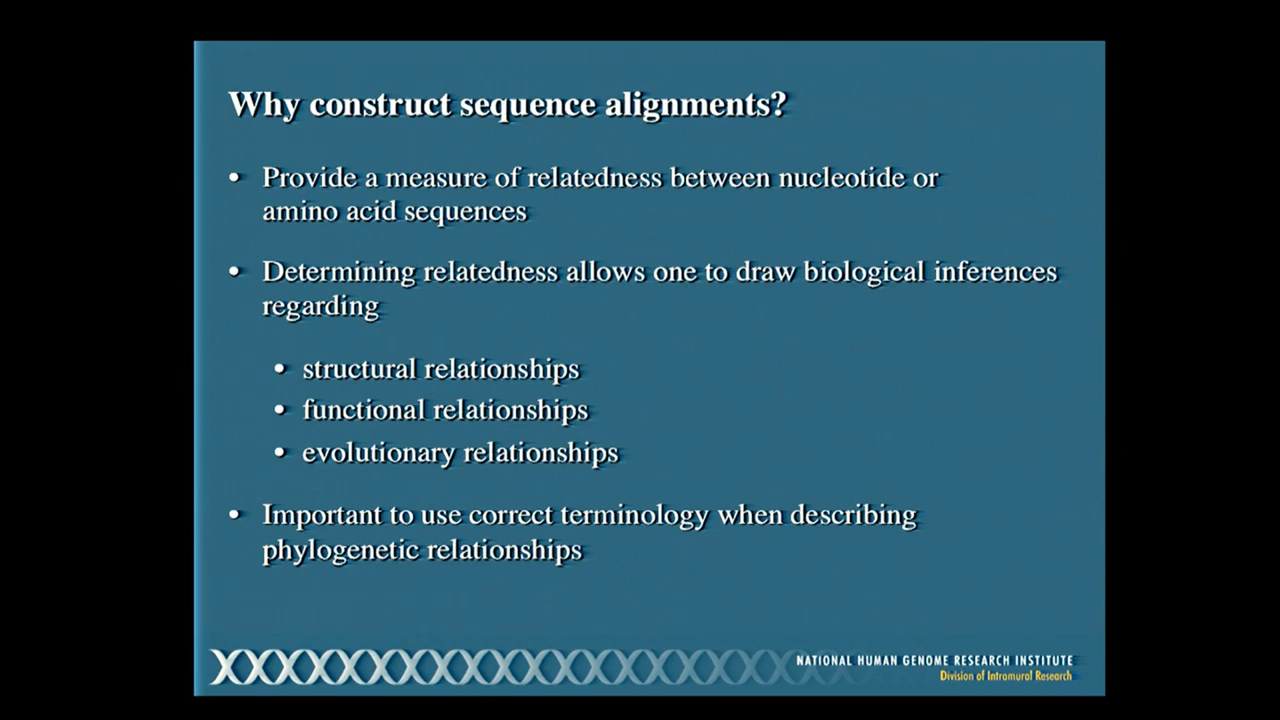 Why construct sequence alignments?
• Provide a measure of relatedness between nucleotide or
amino acid sequences
• Determining relatedness allows one to draw biological inferences
regarding
• structural relationships
• functional relationships
• evolutionary relationships
• Important to use correct terminology when describing
phylogenetic relationships
NATIONAL HUMAN GENOME RESEARCH INSTITUTE
Division of Intramural Research